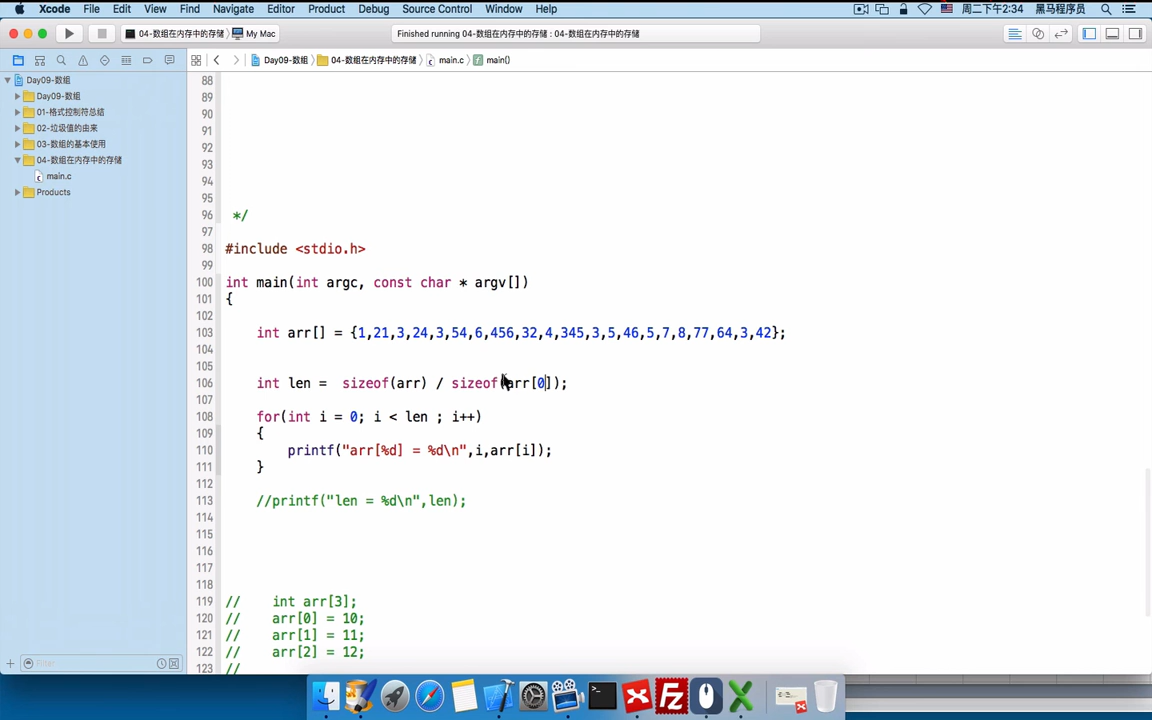 Xcode File Edit View Find Navigate Editor Product Debug Source Control Window Help 周二下午2:34 黑马程序员
04-数组在内存中的存储 My Mac Finished running 04-数组在内存中的存储 : 04-数组在内存中的存储
Day09-数组 04-数组在内存中的存储 main.c main()
Day09-数组
Day09-数组
01-格式控制符总结
02-垃圾值的由来
03-数组的基本使用
04-数组在内存中的存储
main.c
Products
Filter
88
89
90
91
92
93
94
95
96 */
97
98 #include <stdio.h>
99
100 int main(int argc, const char * argv[])
101 {
102
103 int arr[] = {1,21,3,24,3,54,6,456,32,4,345,3,5,46,5,7,8,77,64,3,42};
104
105
106 int len = sizeof(arr) / sizeof(arr[0]);
107
108 for(int i = 0; i < len ; i++)
109 {
110 printf("arr[%d] = %d\n",i,arr[i]);
111 }
112
113 //printf("len = %d\n",len);
114
115
116
117
118
119 // int arr[3];
120 // arr[0] = 10;
121 // arr[1] = 11;
122 // arr[2] = 12;
123 //